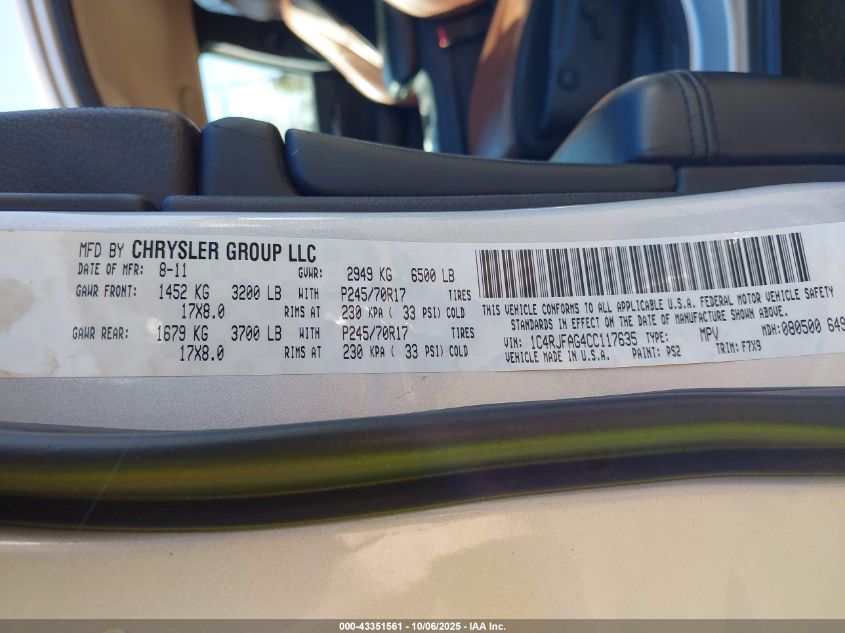 MFD BY CHRYSLER GROUP LLC
DATE OF MFR: 8-11 GVWR: 2949 KG 6500 LB
GAWR FRONT: 1452 KG 3200 LB WITH P245/70R17 TIRES
17X8.0 RIMS AT 230 KPA ( 33 PSI) COLD
GAWR REAR: 1679 KG 3700 LB WITH P245/70R17 TIRES
17X8.0 RIMS AT 230 KPA ( 33 PSI) COLD
THIS VEHICLE CONFORMS TO ALL APPLICABLE U.S.A. FEDERAL MOTOR VEHICLE SAFETY
STANDARDS IN EFFECT ON THE DATE OF MANUFACTURE SHOWN ABOVE.
VIN: 1C4RJFAG4CC117635 TYPE: MPV MDH:080500 649
VEHICLE MADE IN U.S.A. PAINT: PS2 TRIM: F7X9
000-43351561 - 10/06/2025 - IAA Inc.